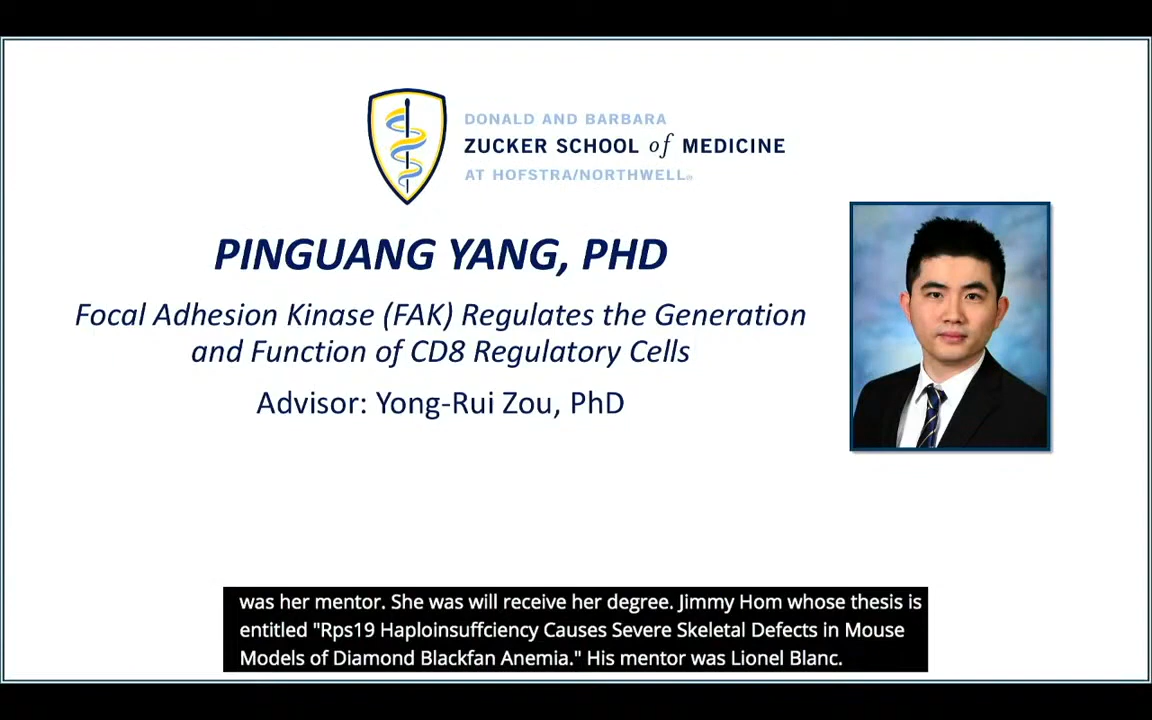 DONALD AND BARBARA
ZUCKER SCHOOL of MEDICINE
AT HOFSTRA/NORTHWELL
PINGUANG YANG, PHD
Focal Adhesion Kinase (FAK) Regulates the Generation
and Function of CD8 Regulatory Cells
Advisor: Yong-Rui Zou, PhD
was her mentor. She was will receive her degree. Jimmy Hom whose thesis is
entitled "Rps19 Haploinsuffciency Causes Severe Skeletal Defects in Mouse
Models of Diamond Blackfan Anemia." His mentor was Lionel Blanc.